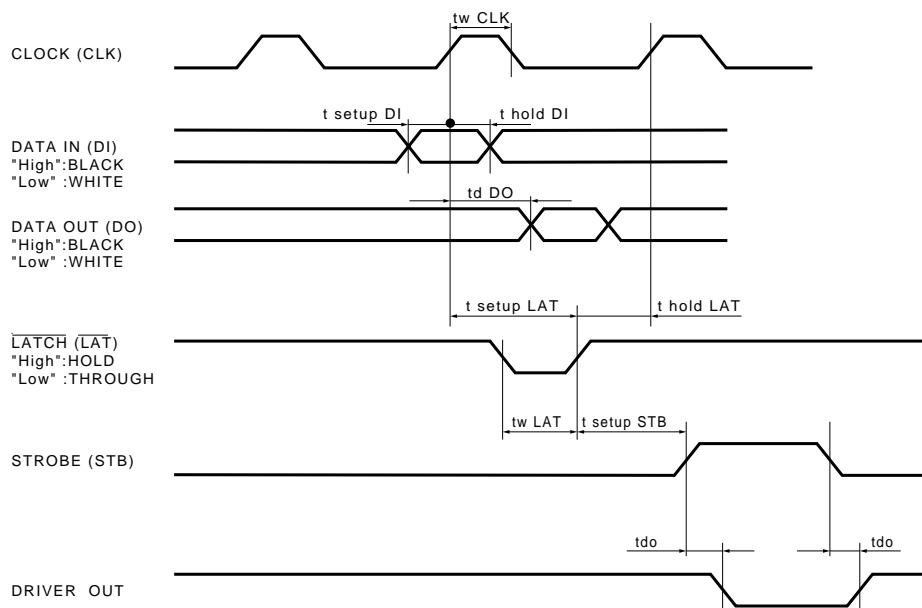 tw CLK
CLOCK (CLK)
t setup DI
t hold DI
DATA IN (DI)
"High":BLACK
"Low" :WHITE
td DO
DATA OUT (DO)
"High":BLACK
"Low" :WHITE
t setup LAT
t hold LAT
LATCH (LAT)
"High":HOLD
"Low" :THROUGH
tw LAT
t setup STB
STROBE (STB)
tdo
tdo
DRIVER OUT